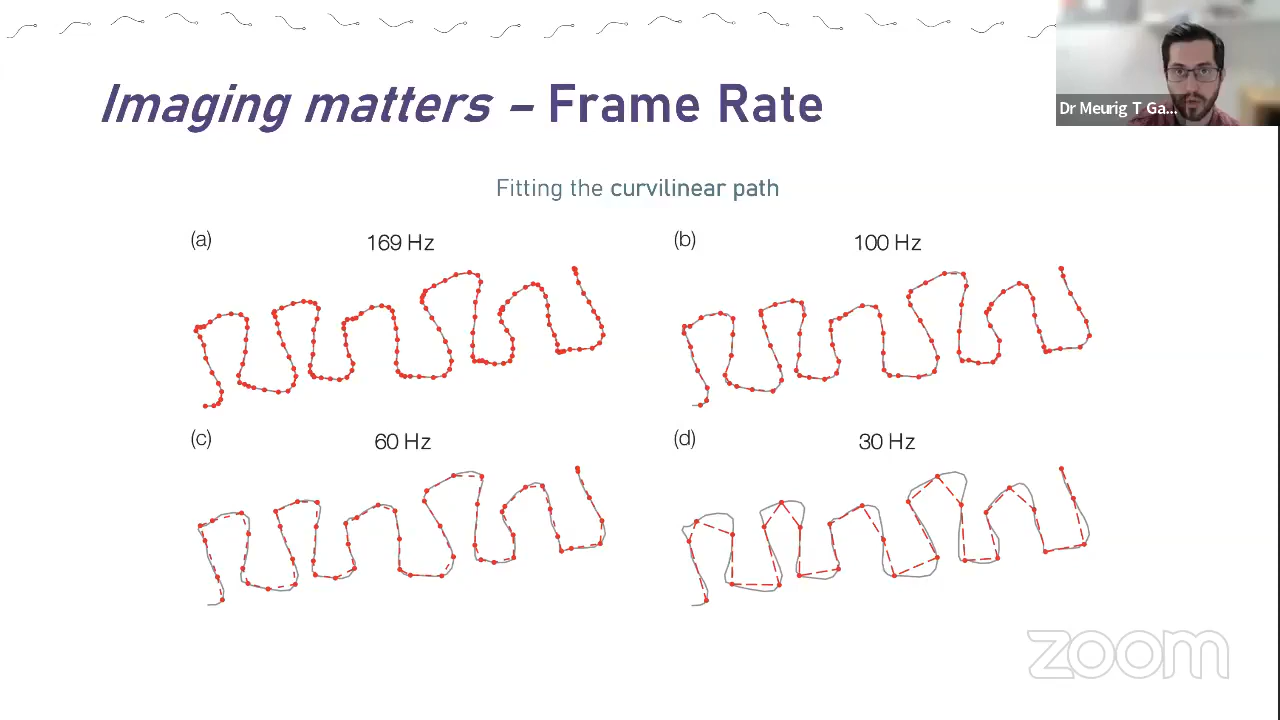 Imaging matters – Frame Rate
Dr Meurig T Ga...
Fitting the curvilinear path
(a) 169 Hz
(b) 100 Hz
(c) 60 Hz
(d) 30 Hz
zoom